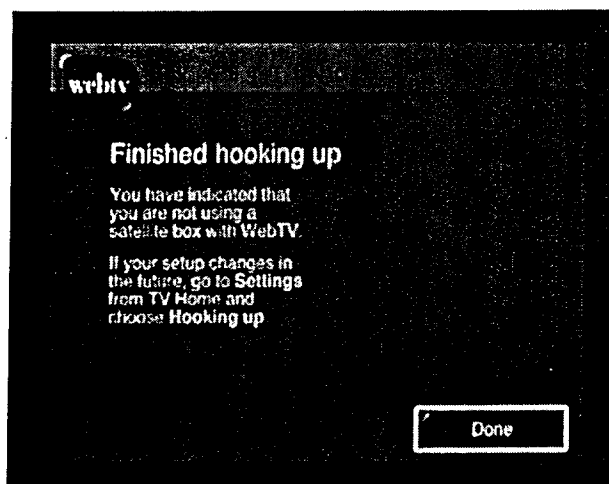 webtv
Finished hooking up
You have indicated that
you are not using a
satellite box with WebTV.
If your setup changes in
the future, go to Settings
from TV Home and
choose Hooking up
Done